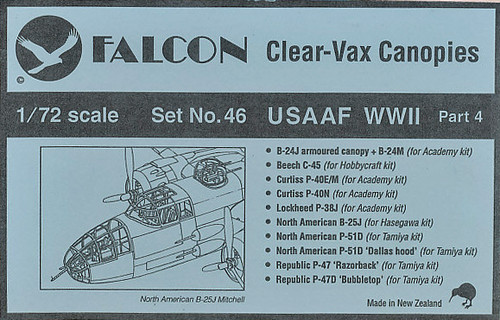 FALCON Clear-Vax Canopies
©
1/72 scale Set No. 46 USAAF WWII Part 4
• B-24J armoured canopy + B-24M (for Academy kit)
• Beech C-45 (for Hobbycraft kit)
• Curtiss P-40E/M (for Academy kit)
• Curtiss P-40N (for Academy kit)
• Lockheed P-38J (for Academy kit)
• North American B-25J (for Hasegawa kit)
• North American P-51D (for Tamiya kit)
• North American P-51D 'Dallas hood' (for Tamiya kit)
• Republic P-47 'Razorback' (for Tamiya kit)
• Republic P-47D 'Bubbletop' (for Tamiya kit)
North American B-25J Mitchell
Made in New Zealand